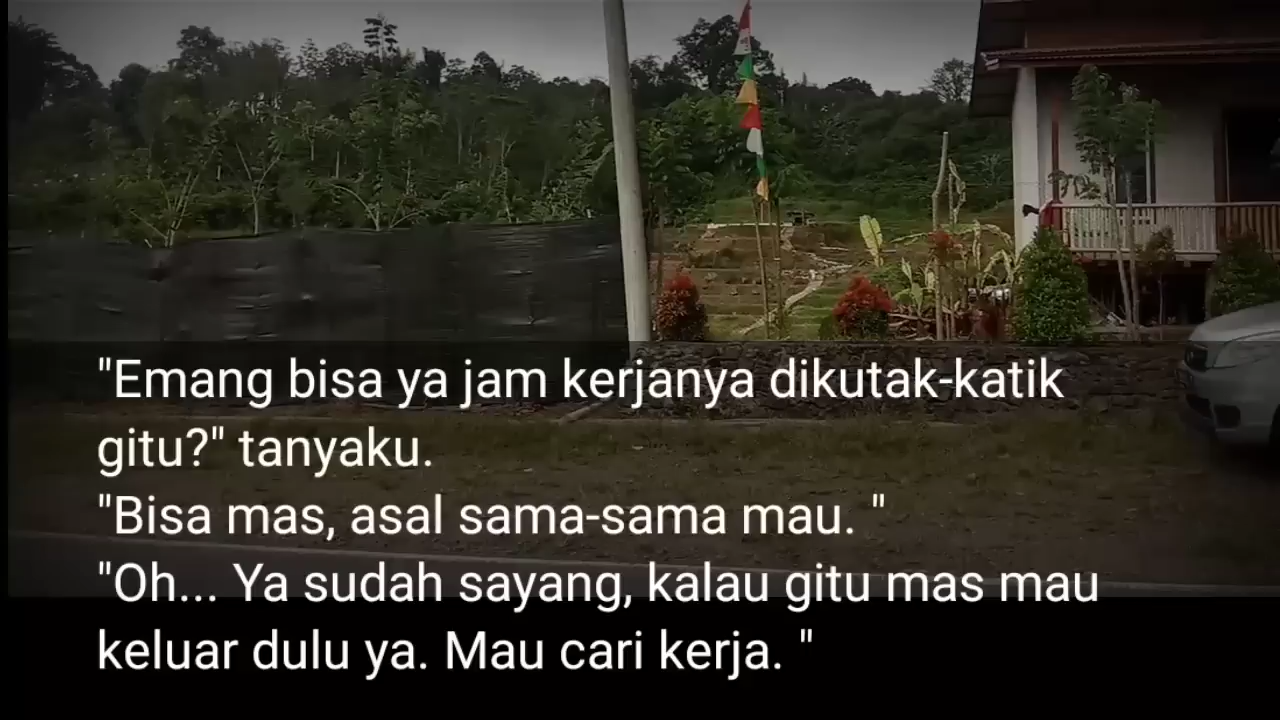 "Emang bisa ya jam kerjanya dikutak-katik
gitu?" tanyaku.
"Bisa mas, asal sama-sama mau. "
"Oh... Ya sudah sayang, kalau gitu mas mau
keluar dulu ya. Mau cari kerja. "